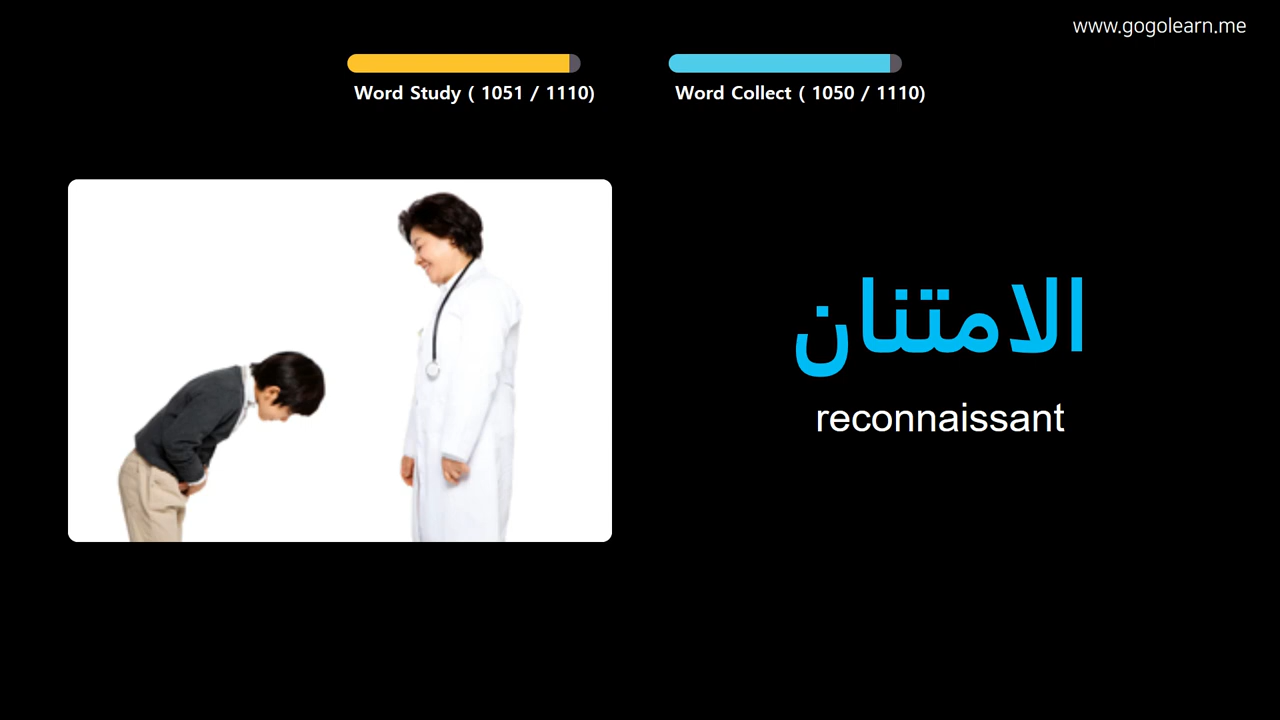 www.gogolearn.me
Word Study ( 1051 / 1110)
Word Collect ( 1050 / 1110)
الامتنان
reconnaissant